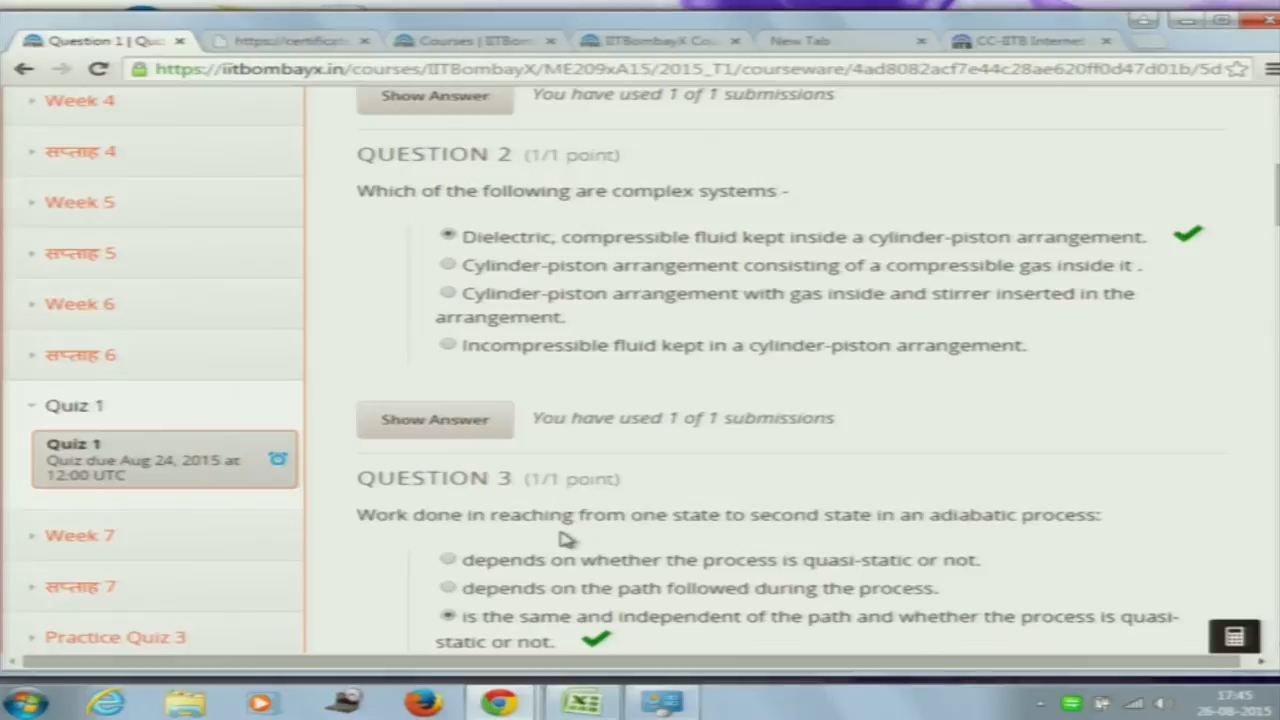 Question 1 | Qui
https://certificat
Courses | IITBo
IITBombayX Co
New Tab
CC-IITB Internet
https://iitbombayx.in/courses/IITBombayX/ME209xA15/2015_T1/courseware/4ad8082acf7e44c28ae620ff0d47d01b/5d
Week 4
सप्ताह 4
Week 5
सप्ताह 5
Week 6
सप्ताह 6
Quiz 1
Quiz 1
Quiz due Aug 24, 2015 at
12:00 UTC
Week 7
सप्ताह 7
Practice Quiz 3
Show Answer You have used 1 of 1 submissions
QUESTION 2 (1/1 point)
Which of the following are complex systems -
Dielectric, compressible fluid kept inside a cylinder-piston arrangement.
Cylinder-piston arrangement consisting of a compressible gas inside it .
Cylinder-piston arrangement with gas inside and stirrer inserted in the
arrangement.
Incompressible fluid kept in a cylinder-piston arrangement.
Show Answer You have used 1 of 1 submissions
QUESTION 3 (1/1 point)
Work done in reaching from one state to second state in an adiabatic process:
depends on whether the process is quasi-static or not.
depends on the path followed during the process.
is the same and independent of the path and whether the process is quasi-
static or not.
17:45
26-08-2015